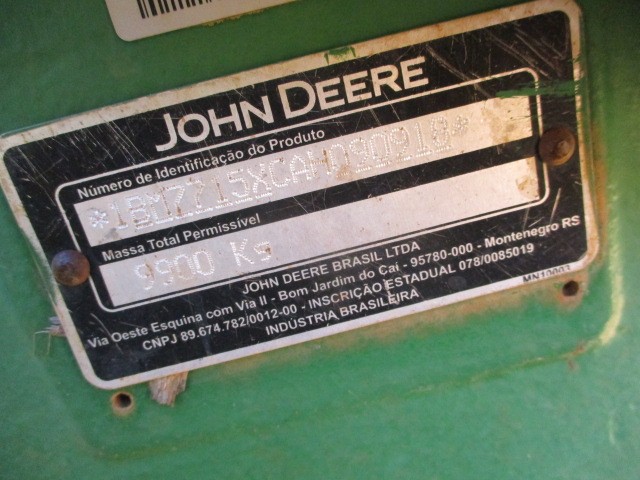 JOHN DEERE
Número de Identificação do Produto
*1BMZ715XCAH090918*
Massa Total Permissível
9900 Kg
JOHN DEERE BRASIL LTDA
Via Oeste Esquina com Via II - Bom Jardim do Caí - 95780-000 - Montenegro RS
CNPJ 89.674.782/0012-00 - INSCRIÇÃO ESTADUAL 078/0085019
INDÚSTRIA BRASILEIRA